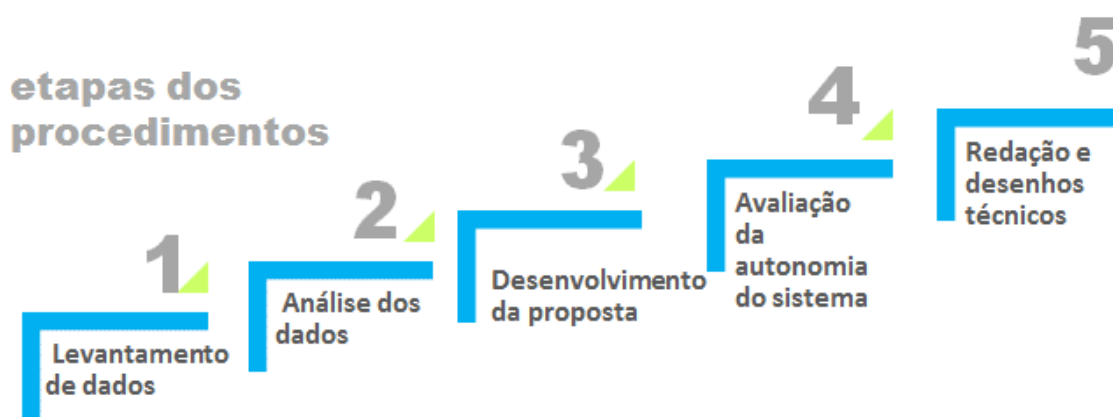 etapas dos
procedimentos
1
Levantamento
de dados
2
Análise dos
dados
3
Desenvolvimento
da proposta
4
Avaliação
da
autonomia
do sistema
5
Redação e
desenhos
técnicos